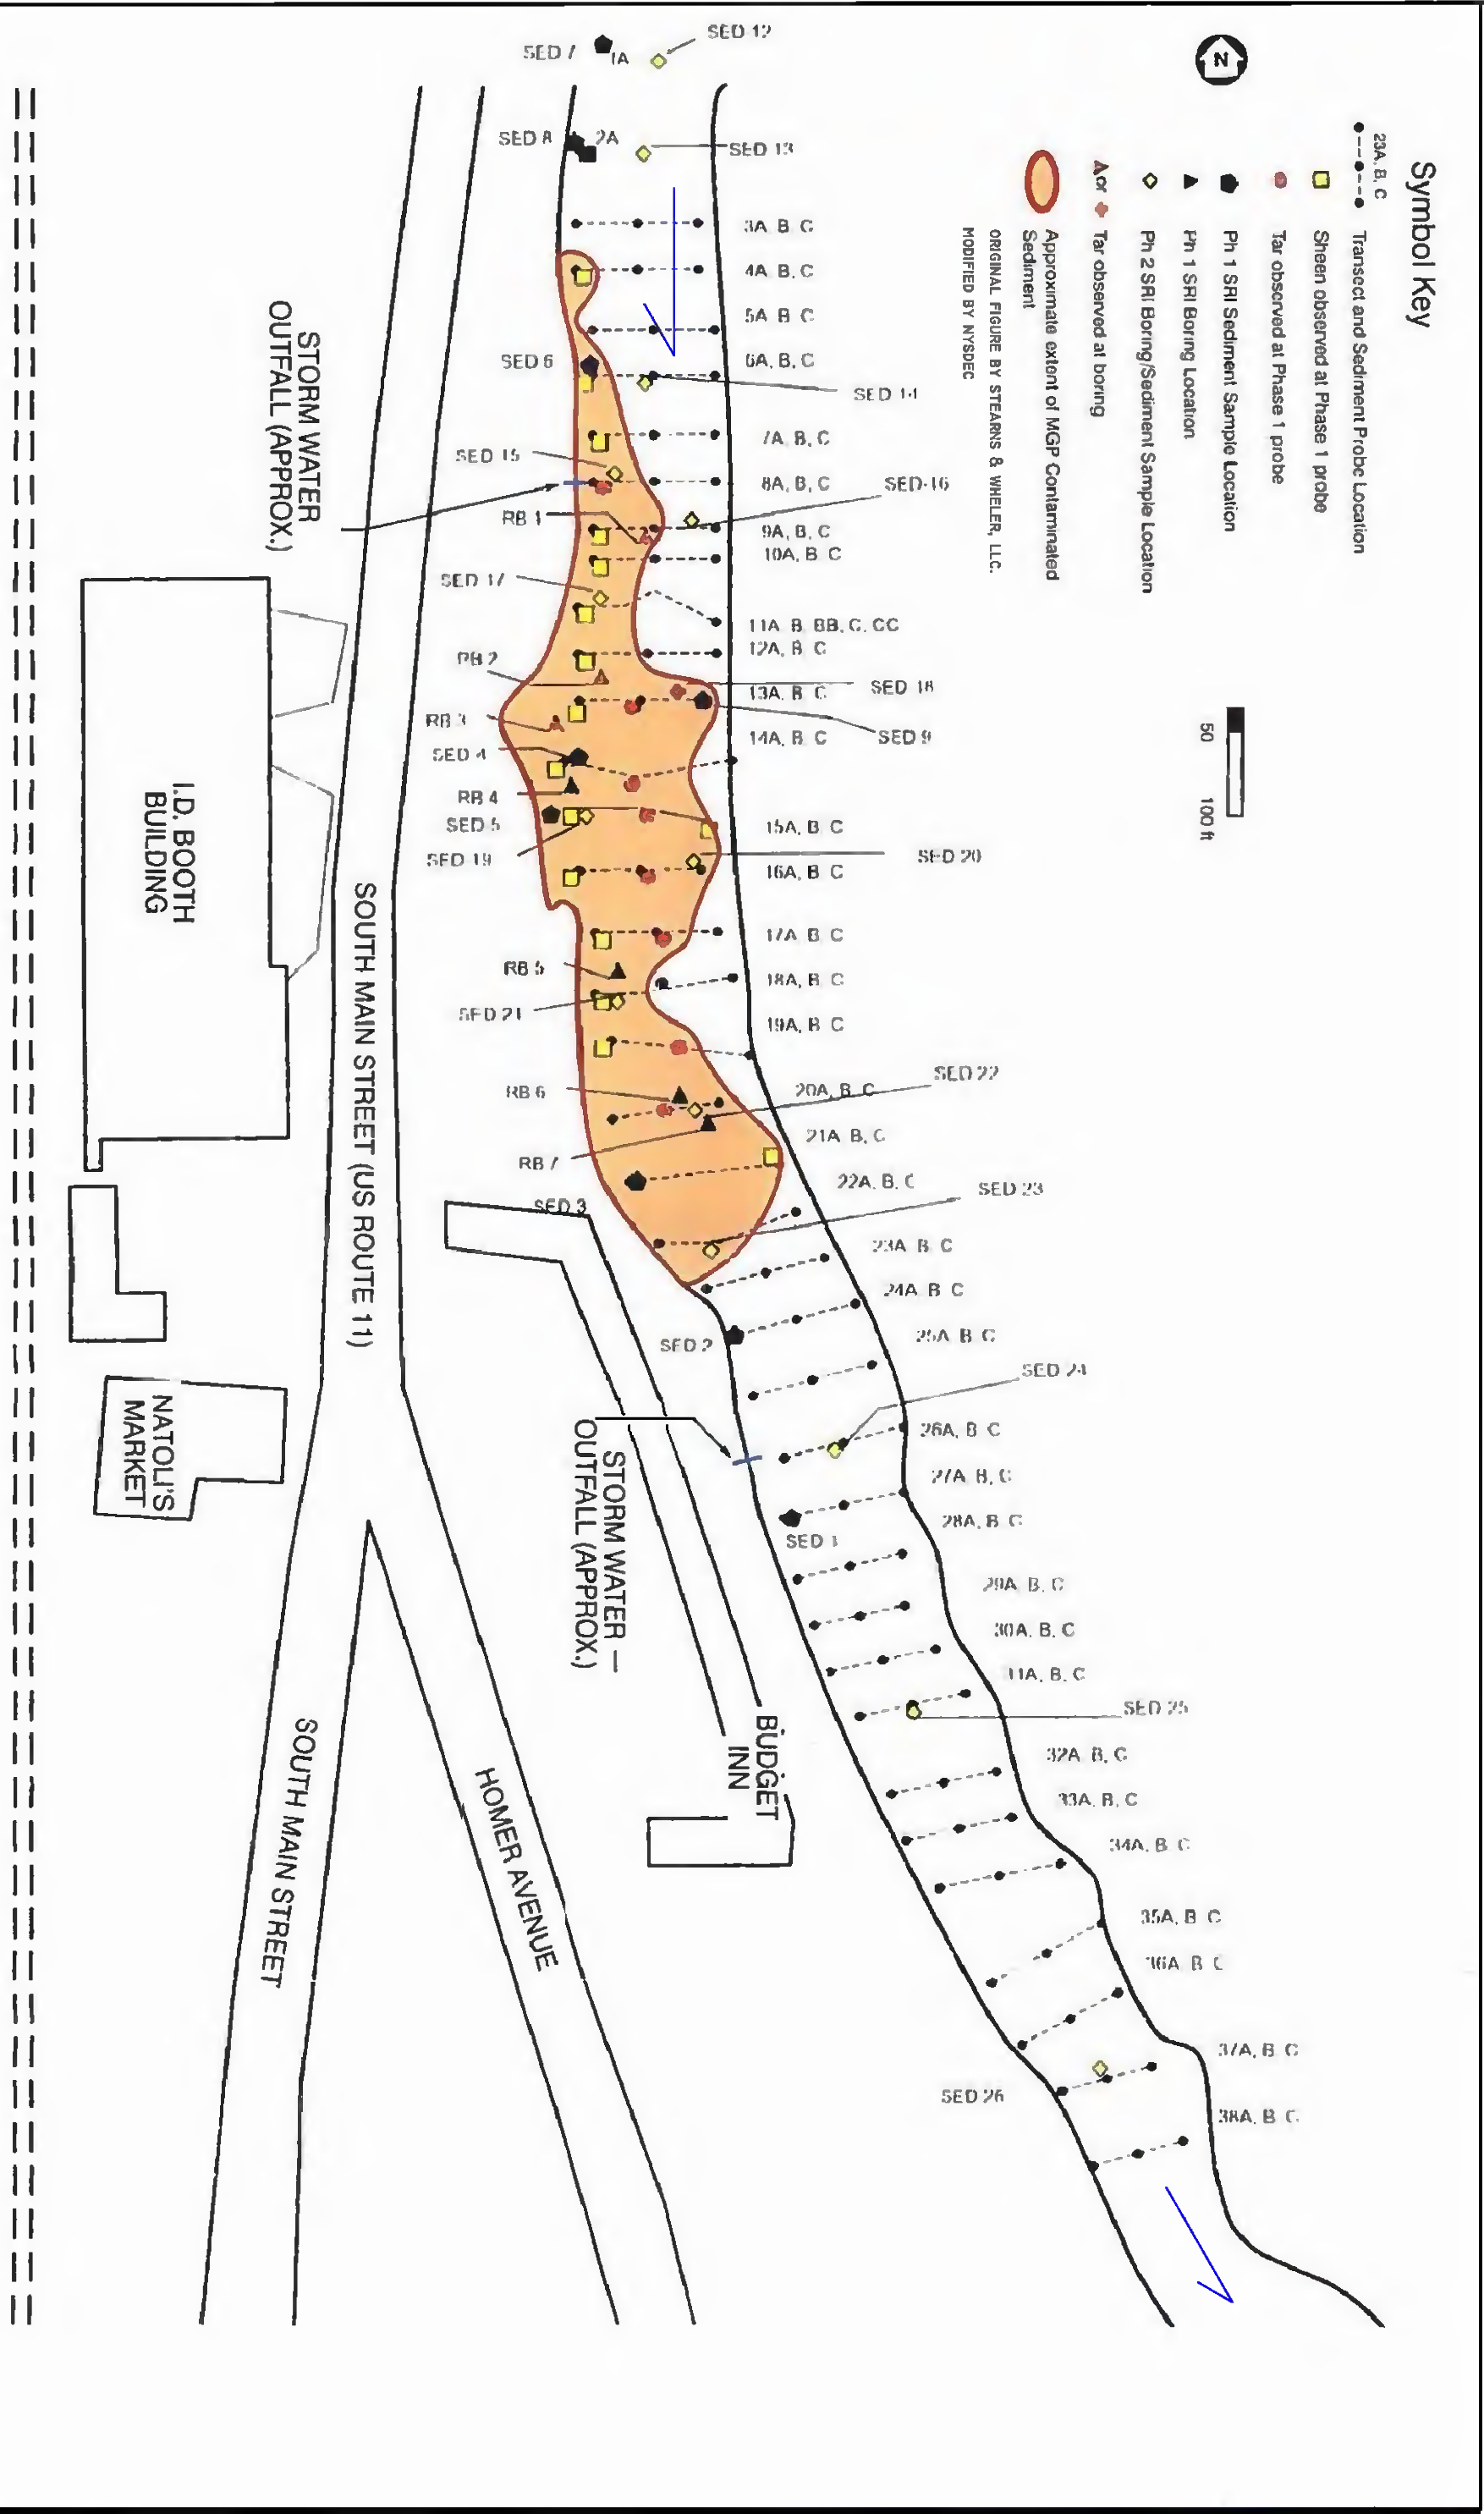 Symbol Key
23A, B, C
Transect and Sediment Probe Location
Sheen observed at Phase 1 probe
Tar observed at Phase 1 probe
Ph 1 SRI Sediment Sample Location
Ph 1 SRI Boring Location
Ph 2 SRI Boring/Sediment Sample Location
or
Tar observed at boring
Approximate extent of MGP Contaminated
Sediment
ORIGINAL FIGURE BY STEARNS & WHELER, LLC.
MODIFIED BY NYSDEC
N
50
100 ft
SED 7
1A
SED 12
SED 8
2A
SED 13
3A B C
4A B, C
5A B C
6A, B, C
SED 6
SED 14
7A, B, C
SED 15
8A, B, C
SED 16
RB 1
9A, B, C
10A, B C
SED 17
11A B, BB, C, CC
12A, B C
RB 2
SED 18
13A, B C
RB 3
SED 9
14A, B, C
SED 4
RB 4
SED 5
15A, B C
SED 19
SED 20
16A, B C
17A B C
RB 5
18A, B, C
SED 21
19A, B C
RB 6
SED 22
20A, B, C
21A B, C
RB 7
22A, B, C
SED 23
SED 3
23A B, C
24A, B C
25A B C
SED 2
SED 24
26A, B C
27A B, C
28A, B, C
SED 1
29A, B, C
30A, B, C
31A, B, C
SED 25
32A, B, C
33A, B, C
34A, B, C
35A, B C
36A B C
37A, B C
SED 26
38A, B C
STORM WATER
OUTFALL (APPROX.)
I.D. BOOTH
BUILDING
SOUTH MAIN STREET (US ROUTE 11)
NATOLI'S
MARKET
STORM WATER
OUTFALL (APPROX.)
BUDGET
INN
HOMER AVENUE
SOUTH MAIN STREET